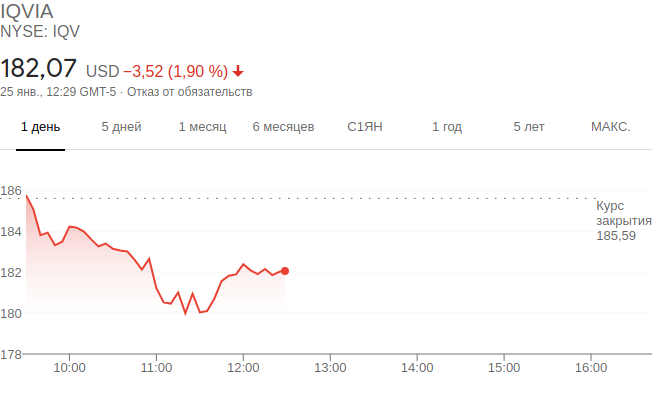 IQVIA
NYSE: IQV
182,07 USD −3,52 (1,90 %)
25 янв., 12:29 GMT-5 · Отказ от обязательств
1 день 5 дней 1 месяц 6 месяцев С1ЯН 1 год 5 лет МАКС.
186
Курс
закрытия
185,59
184
182
180
178
10:00 11:00 12:00 13:00 14:00 15:00 16:00